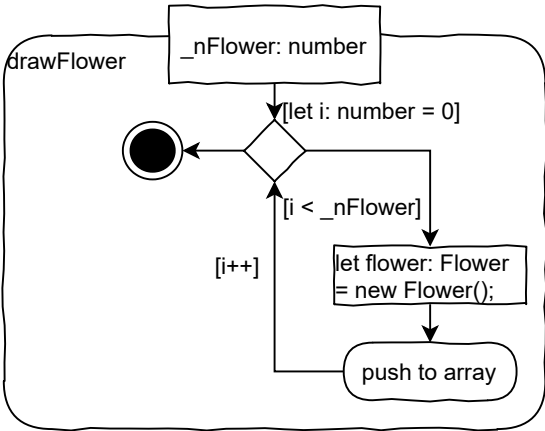 _nFlower: number
drawFlower
[let i: number = 0]
[i < _nFlower]
[i++]
let flower: Flower
= new Flower();
push to array